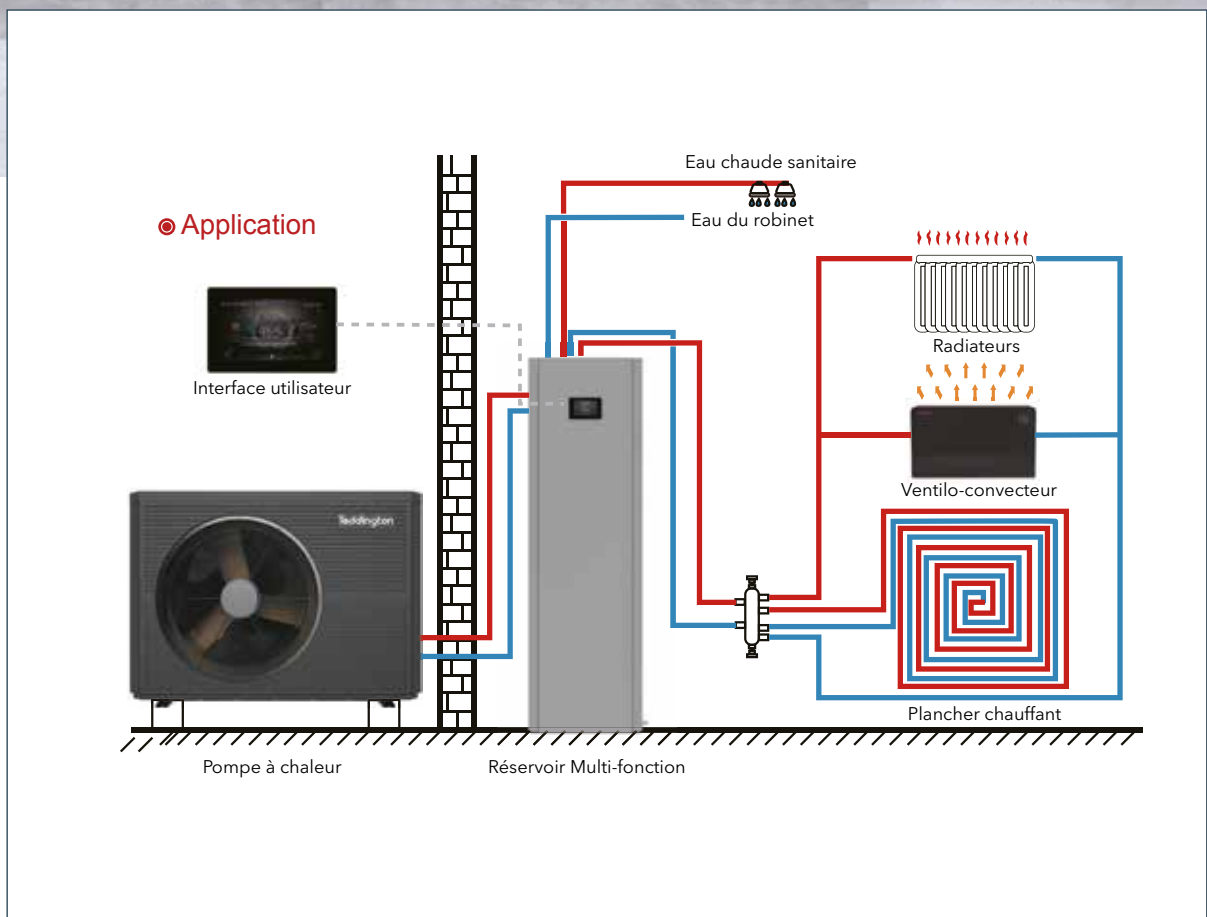 Eau chaude sanitaire
Eau du robinet
Application
Interface utilisateur
Radiateurs
Ventilo-convecteur
Teddington
Plancher chauffant
Pompe à chaleur
Réservoir Multi-fonction